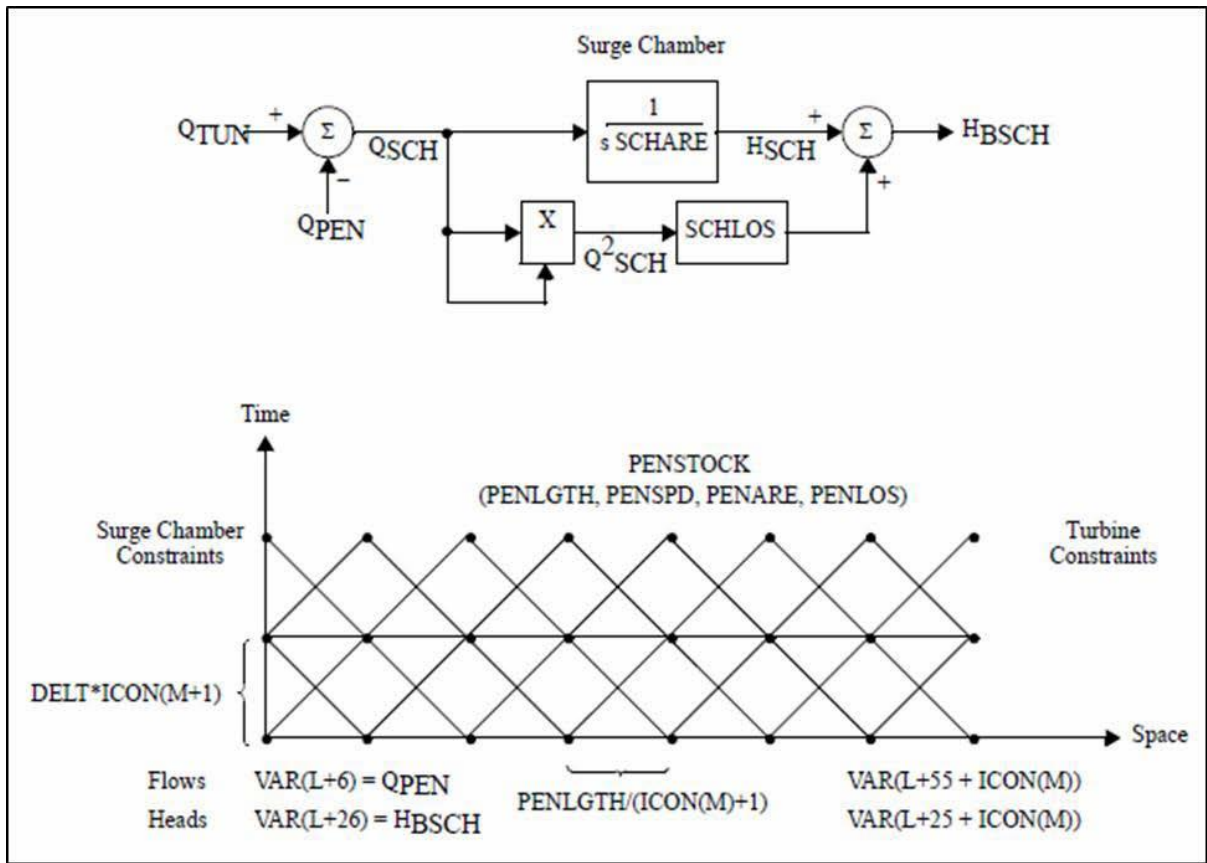 Surge Chamber
QTUN
+
Σ
−
QPEN
QSCH
1
s SCHARE
HSCH
+
Σ
+
HBSCH
X
Q2SCH
SCHLOS
Time
PENSTOCK
(PENLGTH, PENSPD, PENARE, PENLOS)
Surge Chamber
Constraints
Turbine
Constraints
DELT*ICON(M+1)
Space
Flows VAR(L+6) = QPEN
Heads VAR(L+26) = HBSCH
PENLGTH/(ICON(M)+1)
VAR(L+55 + ICON(M))
VAR(L+25 + ICON(M))